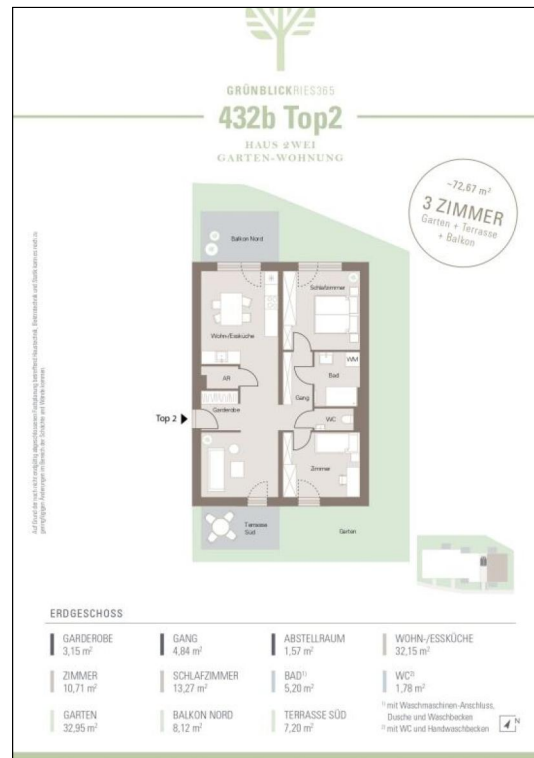 GRÜNBLICKRIES365
432b Top2
HAUS 2WEI
GARTEN-WOHNUNG
~72,67 m²
3 ZIMMER
Garten + Terrasse
+ Balkon
Balkon Nord
Schlafzimmer
Wohn-/Essküche
WM
Bad
AR
Gang
Garderobe
Top 2
WC
Zimmer
Terrasse
Süd
Garten
ERDGESCHOSS
GARDEROBE
3,15 m²
GANG
4,84 m²
ABSTELLRAUM
1,57 m²
WOHN-/ESSKÜCHE
32,15 m²
ZIMMER
10,71 m²
SCHLAFZIMMER
13,27 m²
BAD¹⁾
5,20 m²
WC²⁾
1,78 m²
GARTEN
32,95 m²
BALKON NORD
8,12 m²
TERRASSE SÜD
7,20 m²
¹⁾ mit Waschmaschinen-Anschluss,
Dusche und Waschbecken
²⁾ mit WC und Handwaschbecken
N